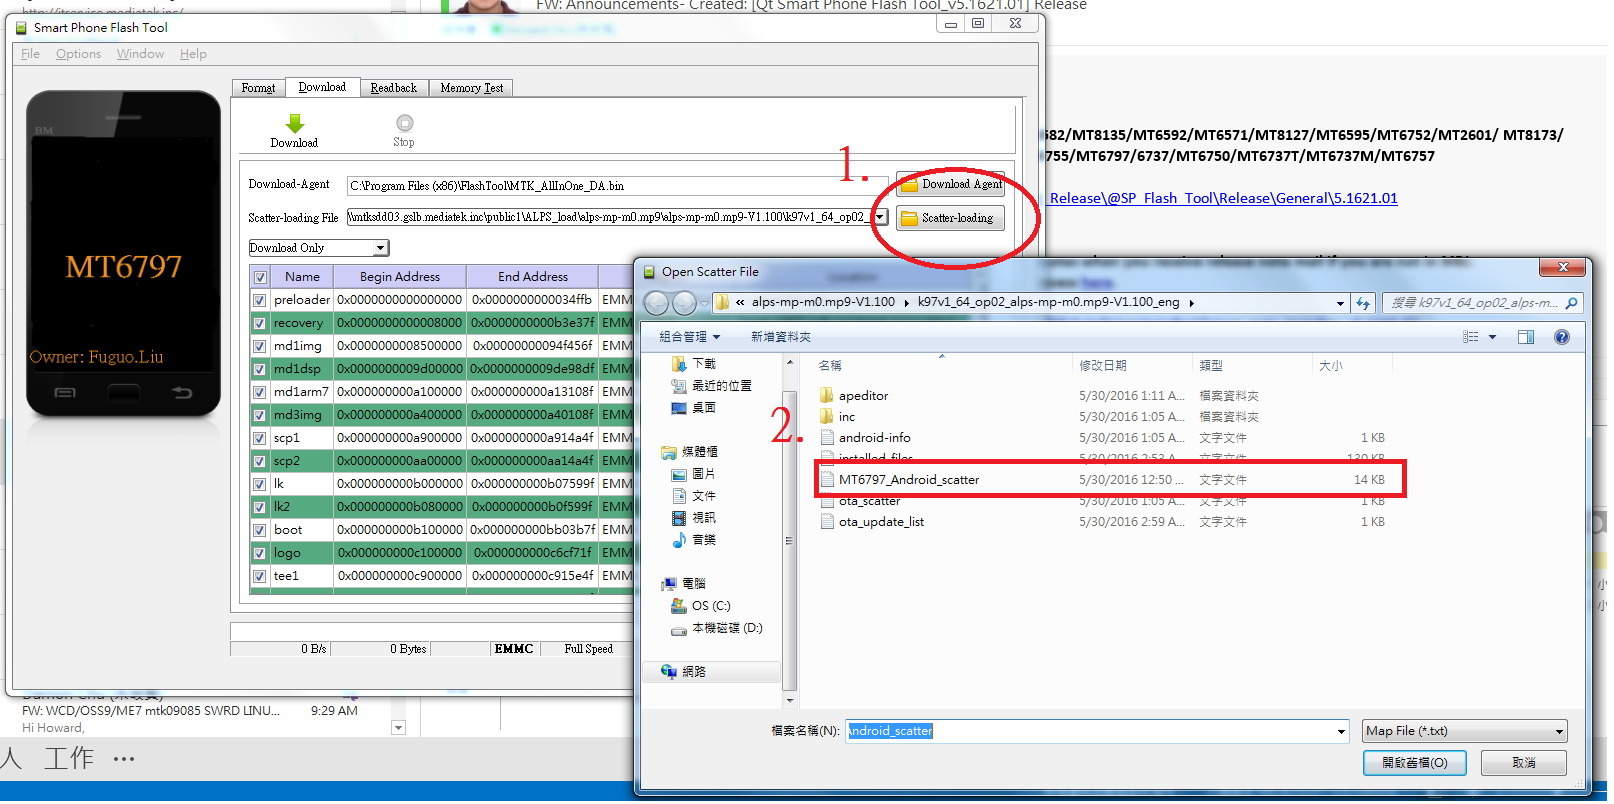 http://itservice.mediatek.inc/
FW: Announcements- Created: [Qt Smart Phone Flash Tool_v5.1621.01] Release
Smart Phone Flash Tool
File Options Window Help
Format Download Readback Memory Test
BM
Download Stop
682/MT8135/MT6592/MT6571/MT8127/MT6595/MT6752/MT2601/ MT8173/
755/MT6797/6737/MT6750/MT6737T/MT6737M/MT6757
1.
Download-Agent C:\Program Files (x86)\FlashTool\MTK_AllInOne_DA.bin Download Agent
_Release\@SP_Flash_Tool\Release\General\5.1621.01
Scatter-loading File \\mtksdd03.gslb.mediatek.inc\public1\ALPS_load\alps-mp-m0.mp9\alps-mp-m0.mp9-V1.100\k97v1_64_op02_ Scatter-loading
Download Only
MT6797
Owner: Fuguo.Liu
Name Begin Address End Address
preloader 0x0000000000000000 0x0000000000034ffb EMM
recovery 0x0000000000008000 0x0000000000b3e37f EMM
md1img 0x0000000008500000 0x00000000094f456f EMM
md1dsp 0x0000000009d00000 0x0000000009de98df EMM
md1arm7 0x000000000a100000 0x000000000a13108f EMM
md3img 0x000000000a400000 0x000000000a40108f EMM
scp1 0x000000000a900000 0x000000000a914a4f EMM
scp2 0x000000000aa00000 0x000000000aa14a4f EMM
lk 0x000000000b000000 0x000000000b07599f EMM
lk2 0x000000000b080000 0x000000000b0f599f EMM
boot 0x000000000b100000 0x000000000bb03b7f EMM
logo 0x000000000c100000 0x000000000c6cf71f EMM
tee1 0x000000000c900000 0x000000000c915e4f EMM
0 B/s 0 Bytes EMMC Full Speed
Open Scatter File
« alps-mp-m0.mp9-V1.100 k97v1_64_op02_alps-mp-m0.mp9-V1.100_eng
搜尋 k97v1_64_op02_alps-m...
組合管理 新增資料夾
下載
最近的位置
桌面
媒體櫃
圖片
文件
視訊
音樂
電腦
OS (C:)
本機磁碟 (D:)
網路
名稱 修改日期 類型 大小
apeditor 5/30/2016 1:11 A... 檔案資料夾
inc 5/30/2016 1:05 A... 檔案資料夾
2.
android-info 5/30/2016 1:05 A... 文字文件 1 KB
installed_files 5/30/2016 2:53 A... 文字文件 130 KB
MT6797_Android_scatter 5/30/2016 12:50 ... 文字文件 14 KB
ota_scatter 5/30/2016 1:05 A... 文字文件 1 KB
ota_update_list 5/30/2016 2:59 A... 文字文件 1 KB
檔案名稱(N): Android_scatter Map File (*.txt)
開啟舊檔(O) 取消
FW: WCD/OSS9/ME7 mtk09085 SWRD LINU... 9:29 AM
Hi Howard,
人 工作 ...